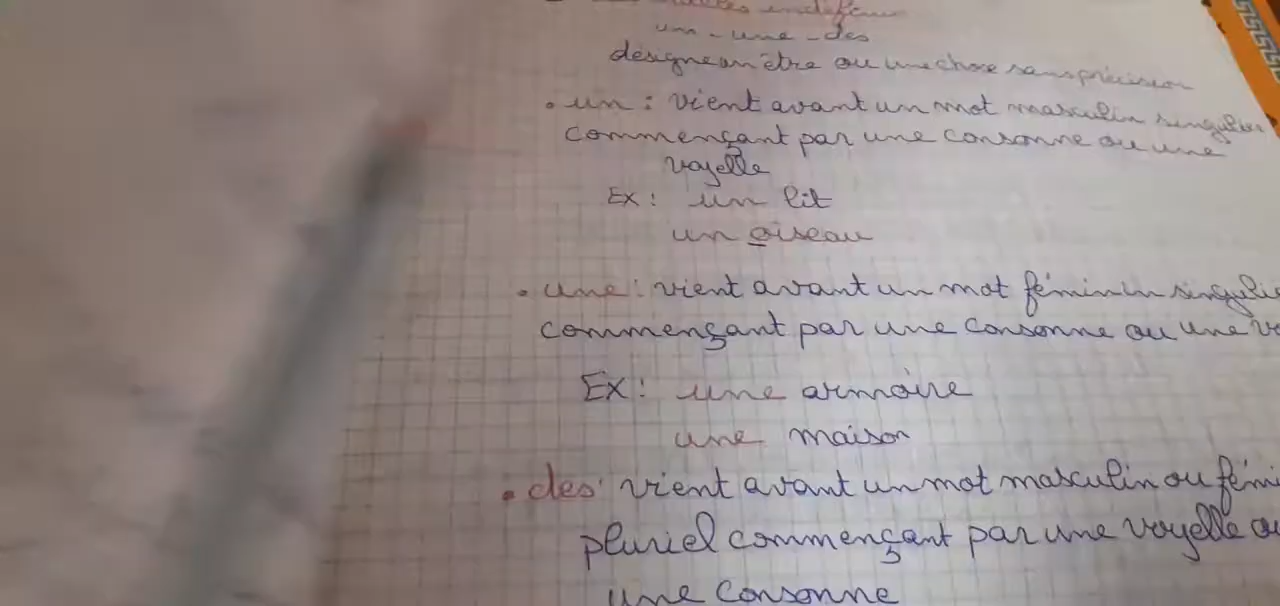 un - une - des
désigne un être ou une chose sans précision
• un : vient avant un mot masculin singulier
commençant par une consonne ou une
voyelle
Ex : un lit
un oiseau
• une : vient avant un mot féminin singulie
commençant par une consonne ou une vo
Ex : une armoire
une maison
• des vient avant un mot masculin ou fémi
pluriel commençant par une voyelle ou
une consonne